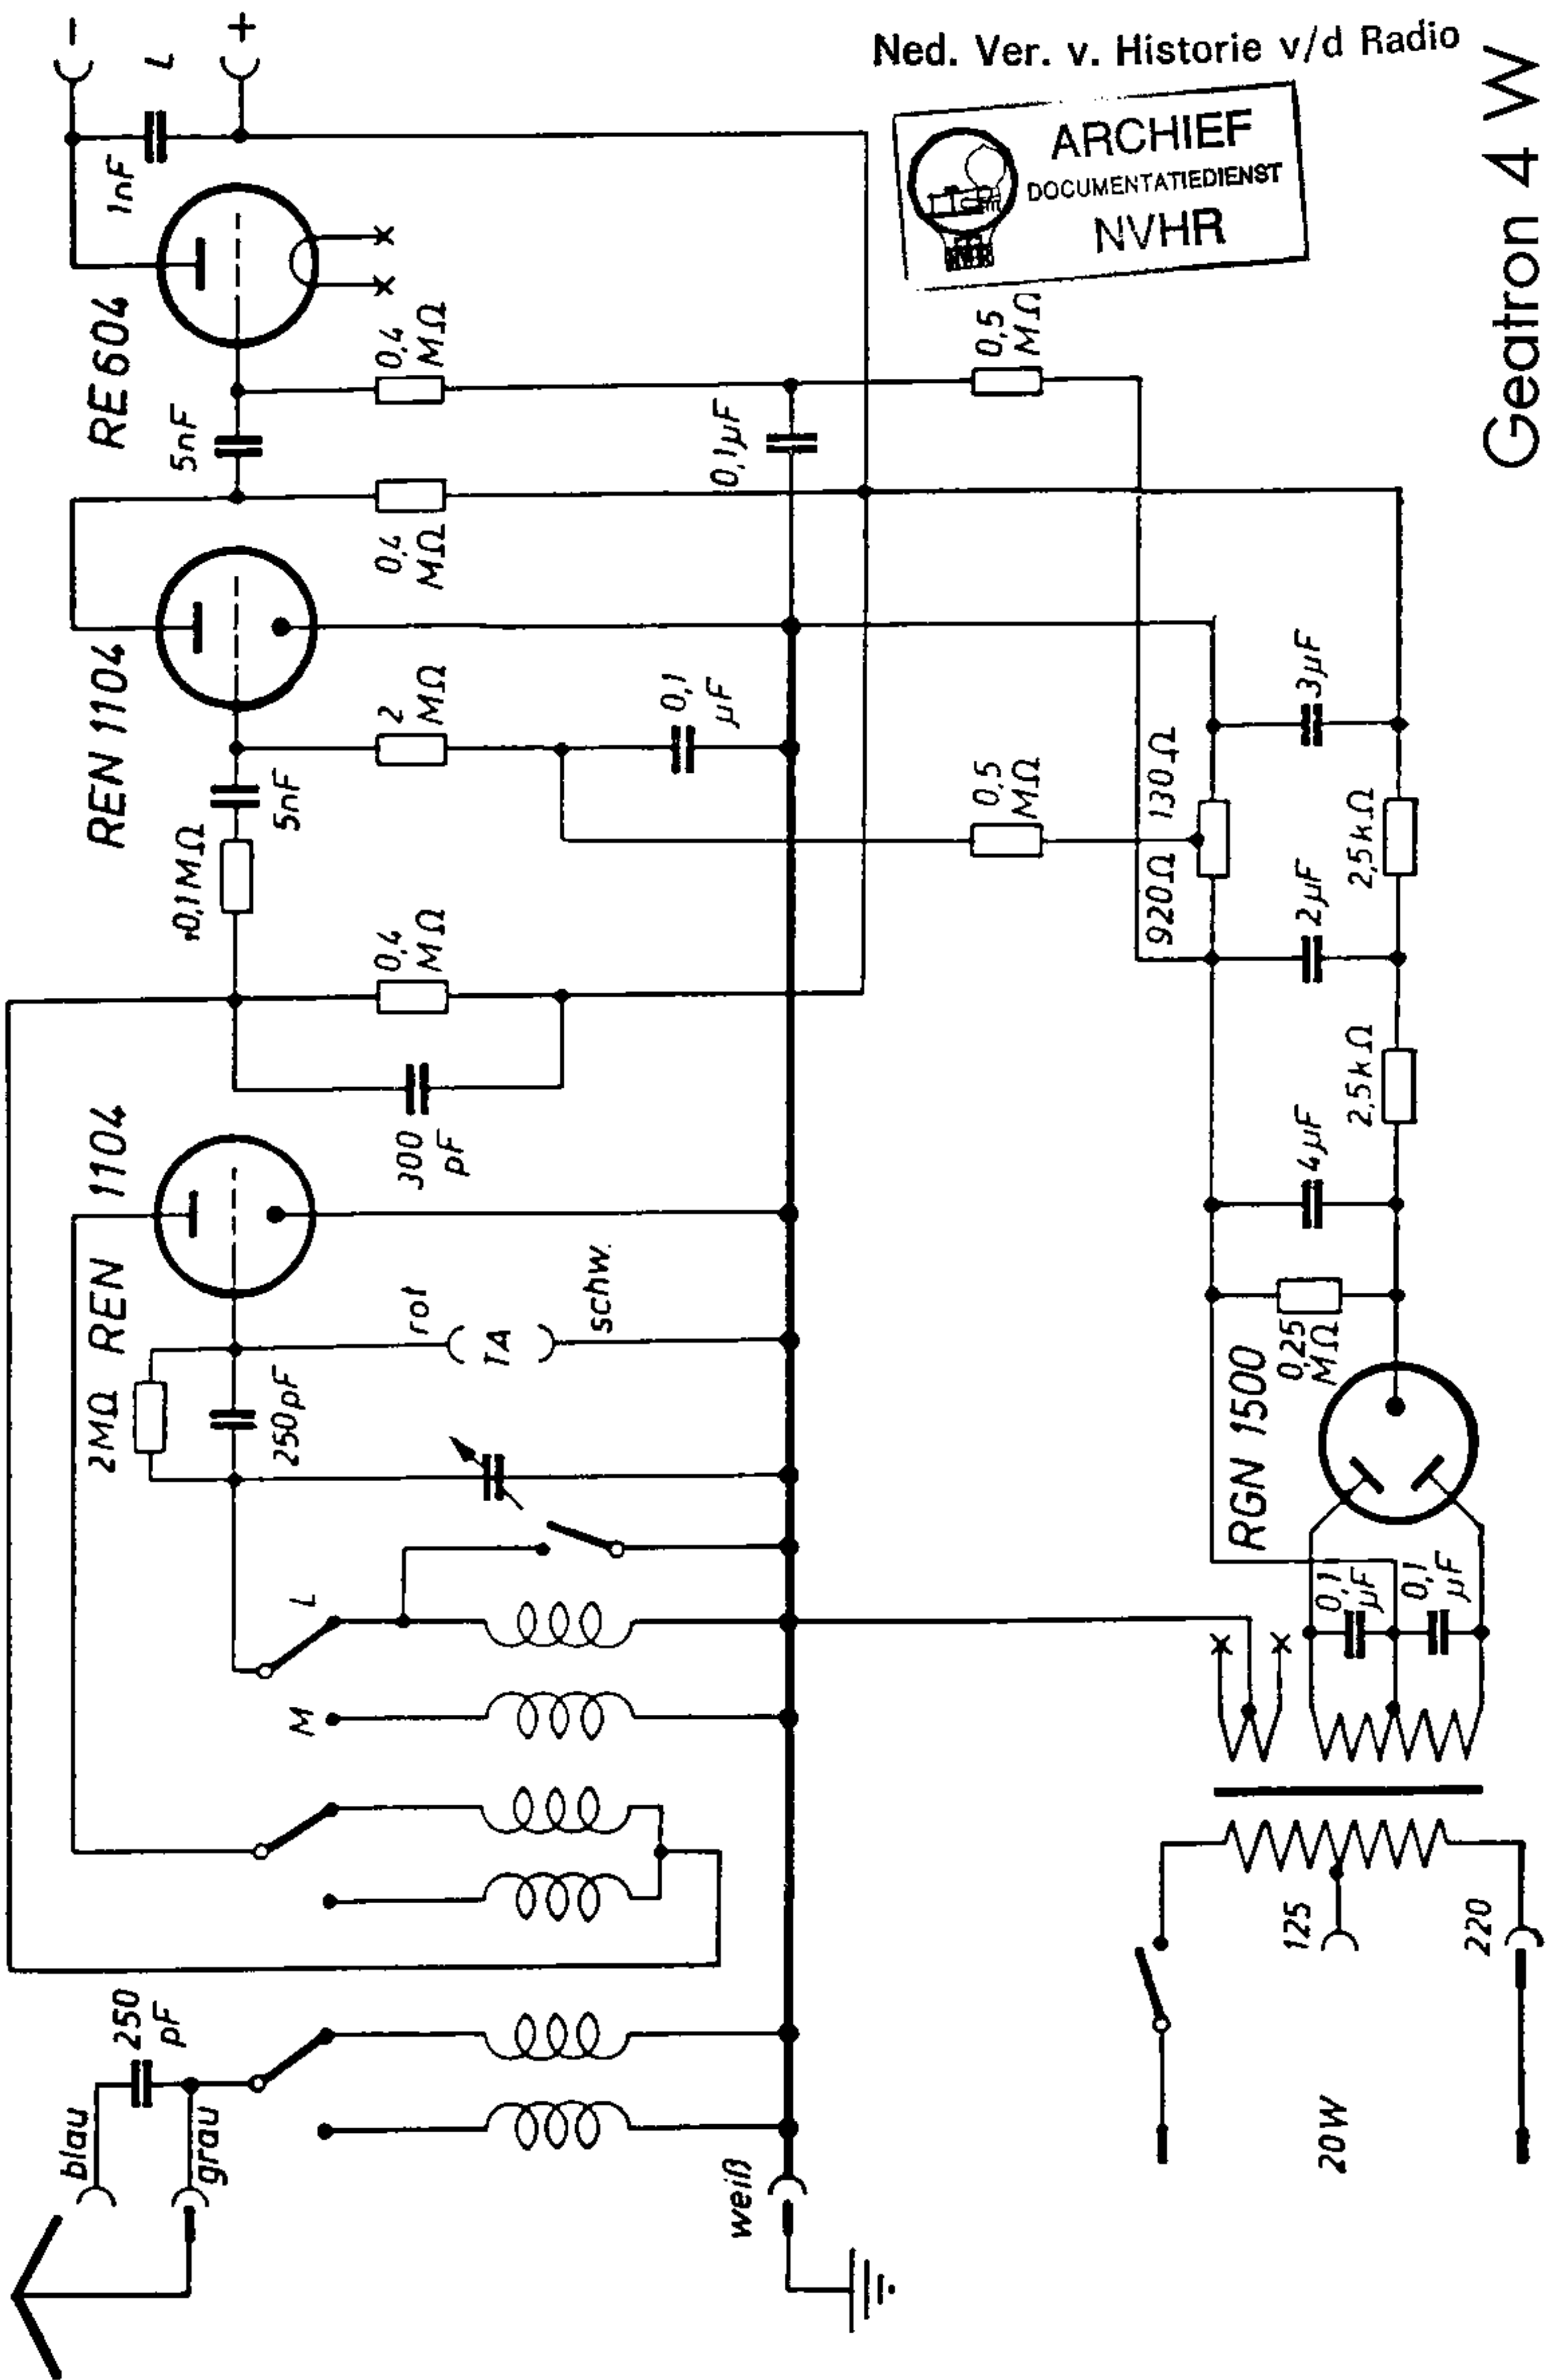 Ned. Ver. v. Historie v/d Radio
ARCHIEF
DOCUMENTATIEDIENST
NVHR
Geatron 4 W
blau
250
pF
grau
weiß
M
L
2MΩ
REN 1104
250pF
rot
TA
schw.
300
pF
0,4
MΩ
0,1MΩ
5nF
REN 1104
2
MΩ
0,1
µF
0,4
MΩ
5nF
RE 604
0,4
MΩ
0,1µF
1nF
L
-
+
0,5
MΩ
0,5
MΩ
920Ω
130Ω
20W
125
220
0,1
µF
0,1
µF
RGN 1500
0,25
MΩ
4µF
2,5kΩ
2µF
2,5kΩ
3µF